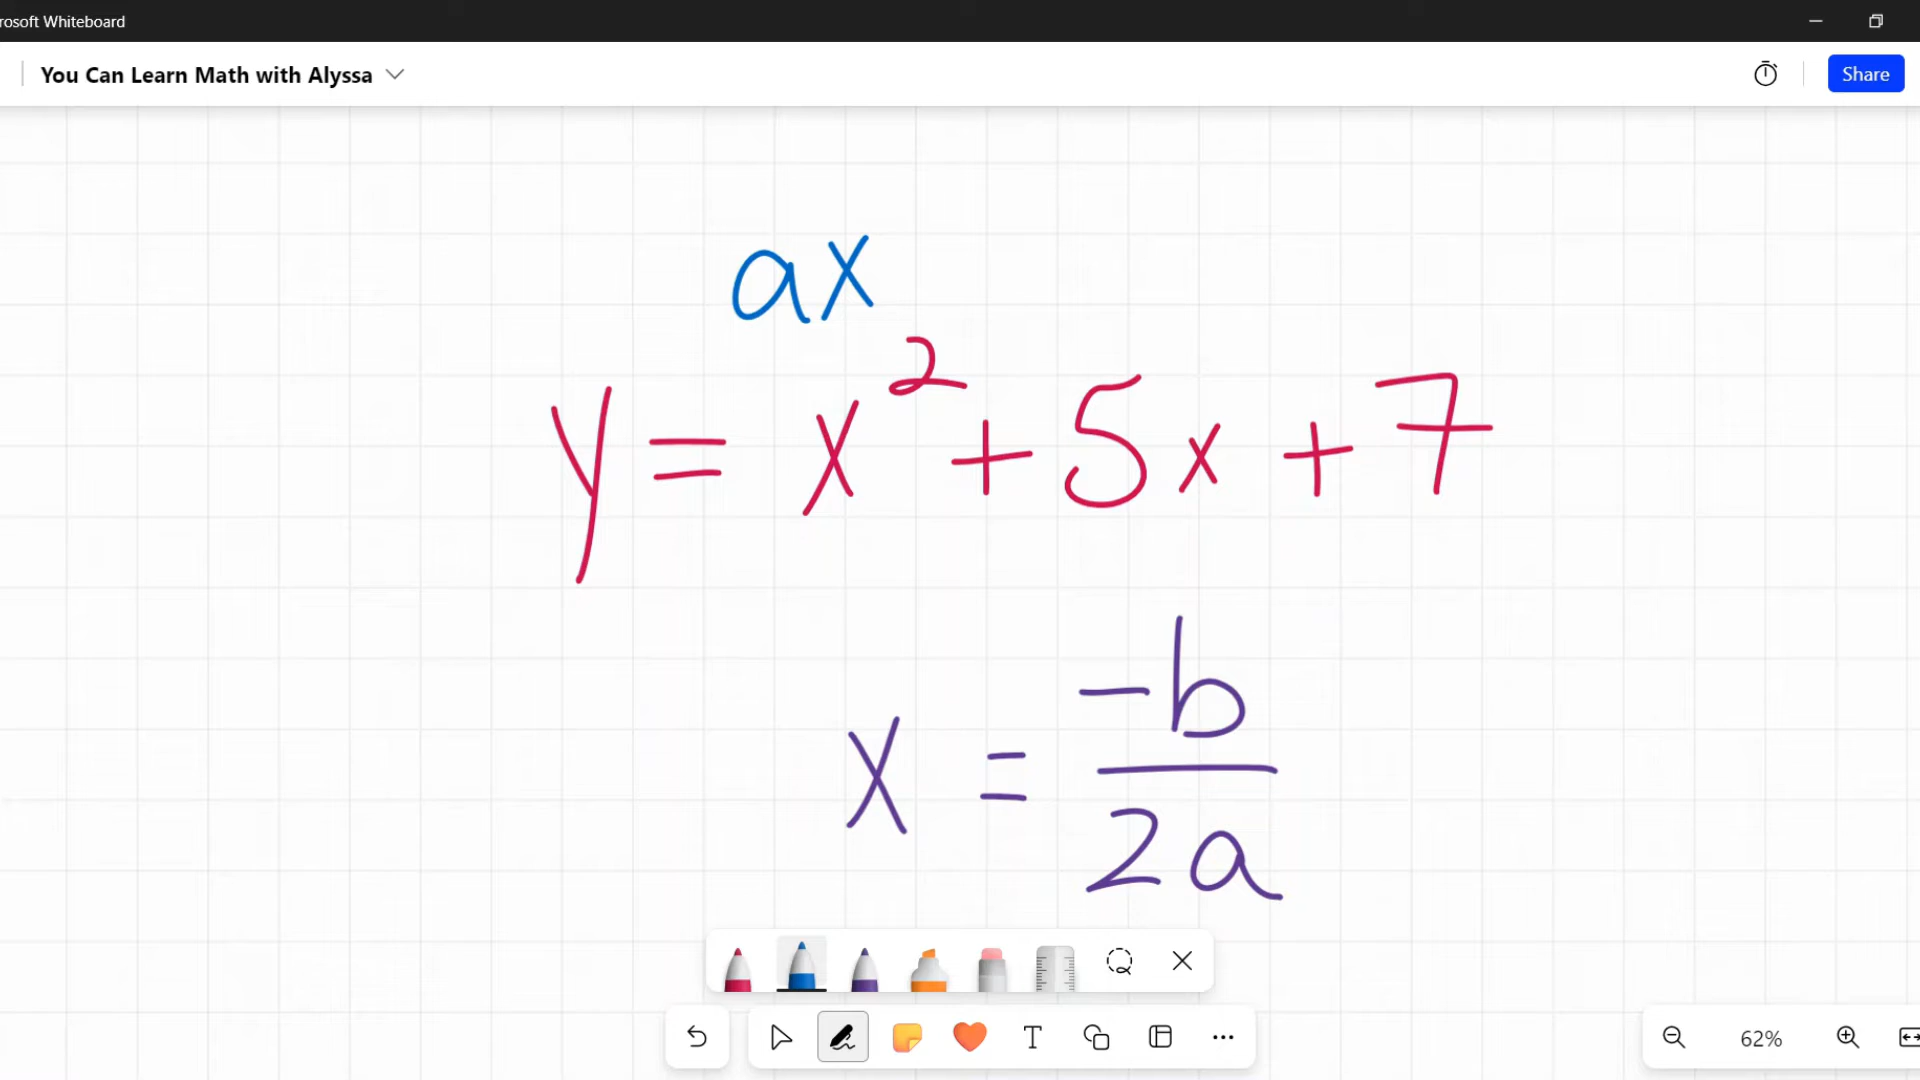 rosoft Whiteboard
You Can Learn Math with Alyssa
Share
ax
y = x² + 5x + 7
x = -b
2a
62%